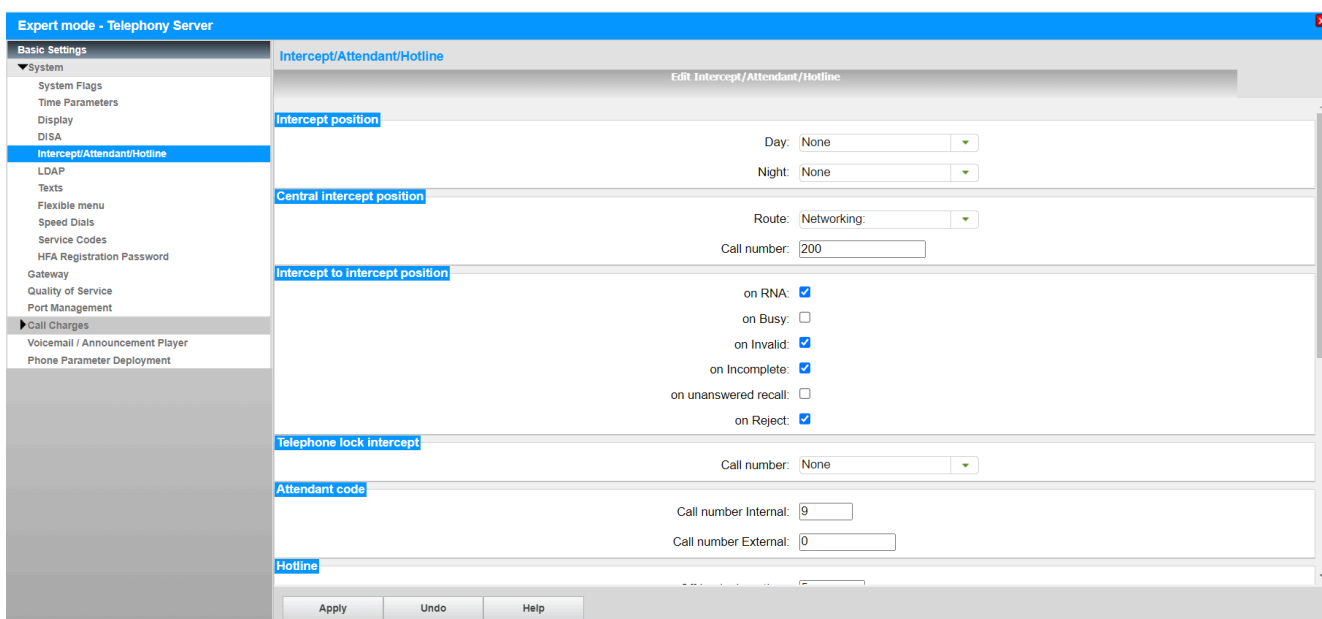 Expert mode - Telephony Server
Basic Settings
System
System Flags
Time Parameters
Display
DISA
Intercept/Attendant/Hotline
LDAP
Texts
Flexible menu
Speed Dials
Service Codes
HFA Registration Password
Gateway
Quality of Service
Port Management
Call Charges
Voicemail / Announcement Player
Phone Parameter Deployment
Intercept/Attendant/Hotline
Edit Intercept/Attendant/Hotline
Intercept position
Day: None
Night: None
Central intercept position
Route: Networking:
Call number: 200
Intercept to intercept position
on RNA:
on Busy:
on Invalid:
on Incomplete:
on unanswered recall:
on Reject:
Telephone lock intercept
Call number: None
Attendant code
Call number Internal: 9
Call number External: 0
Hotline
Apply Undo Help